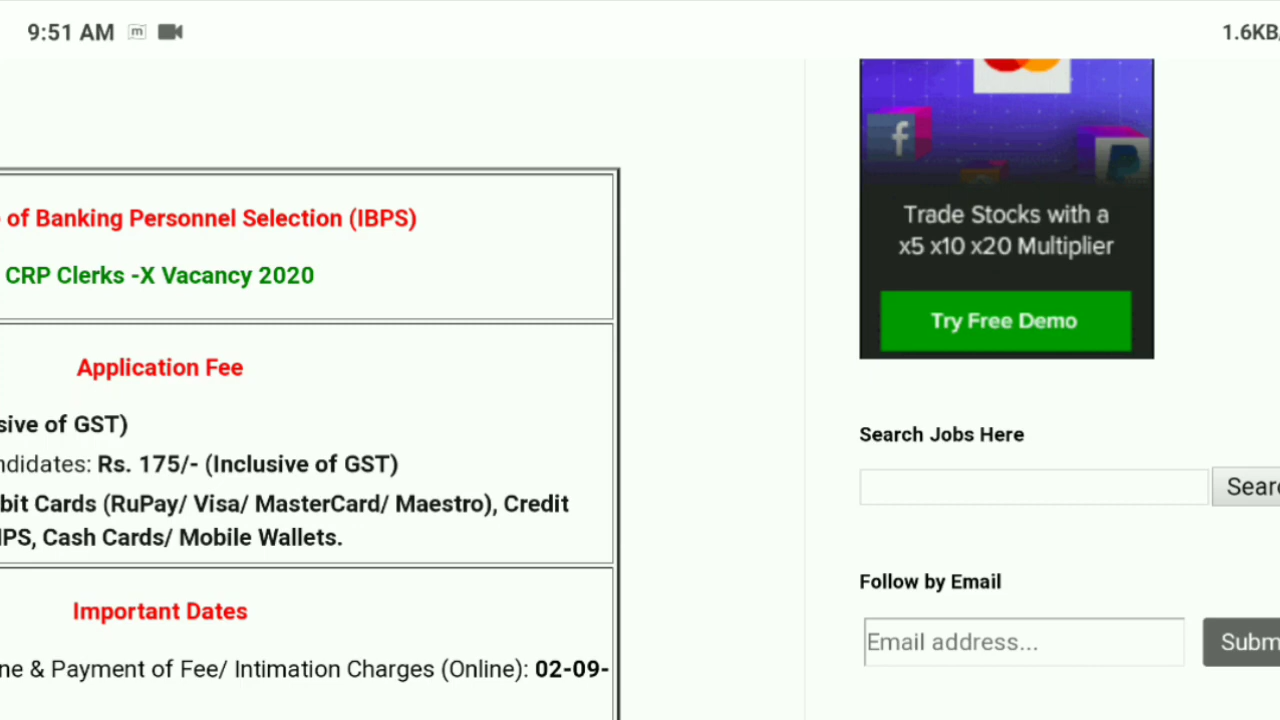 9:51 AM
1.6KB/
of Banking Personnel Selection (IBPS)
CRP Clerks -X Vacancy 2020
Application Fee
sive of GST)
ndidates: Rs. 175/- (Inclusive of GST)
bit Cards (RuPay/ Visa/ MasterCard/ Maestro), Credit
IPS, Cash Cards/ Mobile Wallets.
Important Dates
ne & Payment of Fee/ Intimation Charges (Online): 02-09-
Trade Stocks with a
x5 x10 x20 Multiplier
Try Free Demo
Search Jobs Here
Sear
Follow by Email
Email address...
Subm